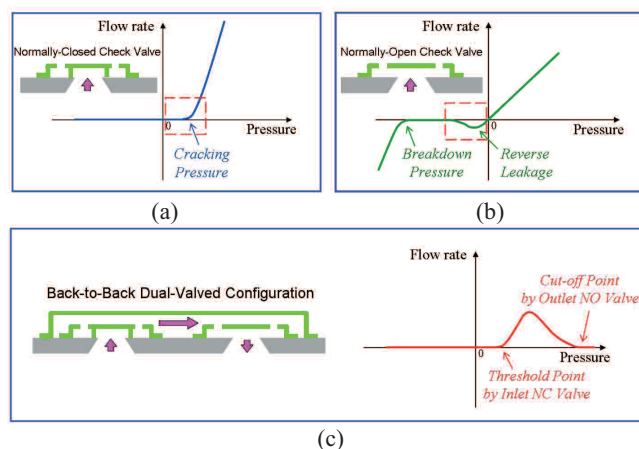 Flow rate
Normally-Closed Check Valve
0
Pressure
Cracking
Pressure
(a)
Flow rate
Normally-Open Check Valve
0
Pressure
Breakdown
Pressure
Reverse
Leakage
(b)
Back-to-Back Dual-Valved Configuration
Flow rate
Cut-off Point
by Outlet NO Valve
0
Pressure
Threshold Point
by Inlet NC Valve
(c)